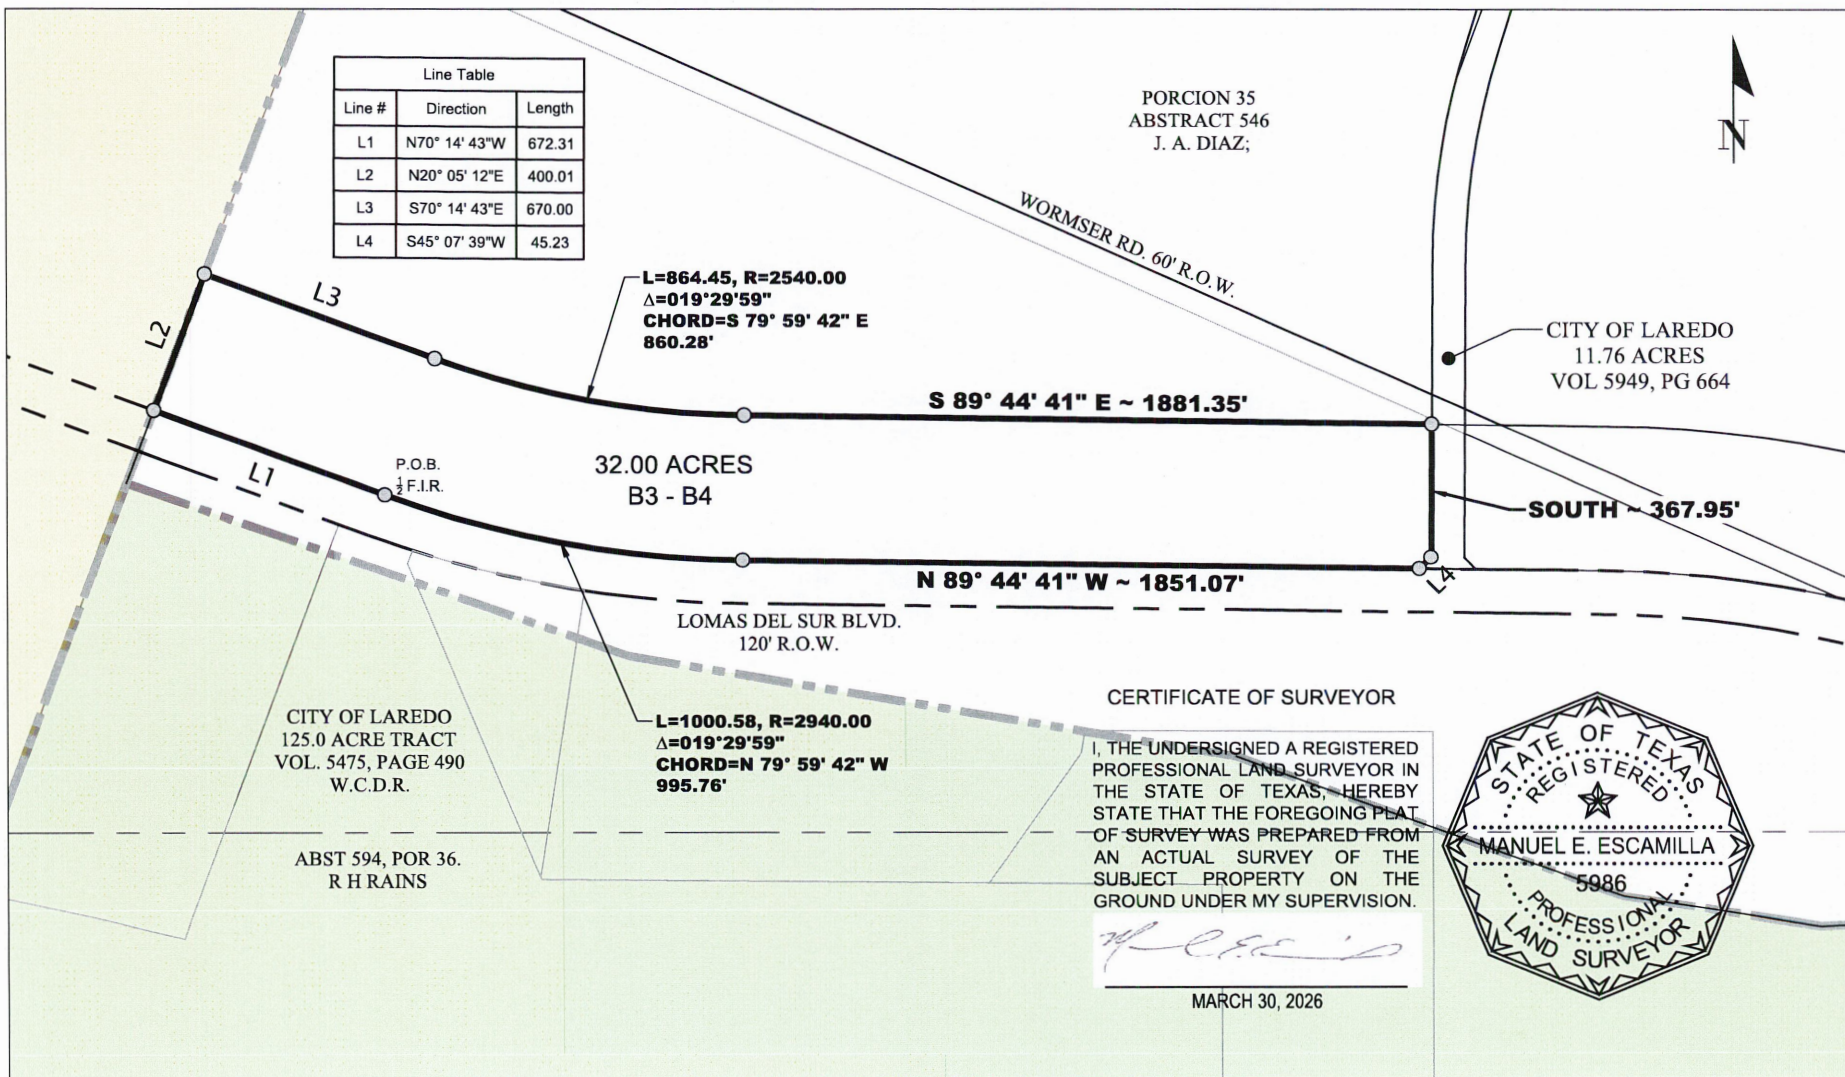 Line Table
Line # Direction Length
L1 N70° 14' 43"W 672.31
L2 N20° 05' 12"E 400.01
L3 S70° 14' 43"E 670.00
L4 S45° 07' 39"W 45.23
PORCION 35
ABSTRACT 546
J. A. DIAZ;
N
WORMSER RD. 60' R.O.W.
L=864.45, R=2540.00
Δ=019°29'59"
CHORD=S 79° 59' 42" E
860.28'
L3
L2
CITY OF LAREDO
11.76 ACRES
VOL 5949, PG 664
S 89° 44' 41" E ~ 1881.35'
L1
P.O.B.
½ F.I.R.
32.00 ACRES
B3 - B4
SOUTH ~ 367.95'
N 89° 44' 41" W ~ 1851.07'
L4
LOMAS DEL SUR BLVD.
120' R.O.W.
CITY OF LAREDO
125.0 ACRE TRACT
VOL. 5475, PAGE 490
W.C.D.R.
L=1000.58, R=2940.00
Δ=019°29'59"
CHORD=N 79° 59' 42" W
995.76'
ABST 594, POR 36.
R H RAINS
CERTIFICATE OF SURVEYOR
I, THE UNDERSIGNED A REGISTERED
PROFESSIONAL LAND SURVEYOR IN
THE STATE OF TEXAS, HEREBY
STATE THAT THE FOREGOING PLAT
OF SURVEY WAS PREPARED FROM
AN ACTUAL SURVEY OF THE
SUBJECT PROPERTY ON THE
GROUND UNDER MY SUPERVISION.
MARCH 30, 2026
STATE OF TEXAS
REGISTERED
MANUEL E. ESCAMILLA
5986
PROFESSIONAL
LAND SURVEYOR